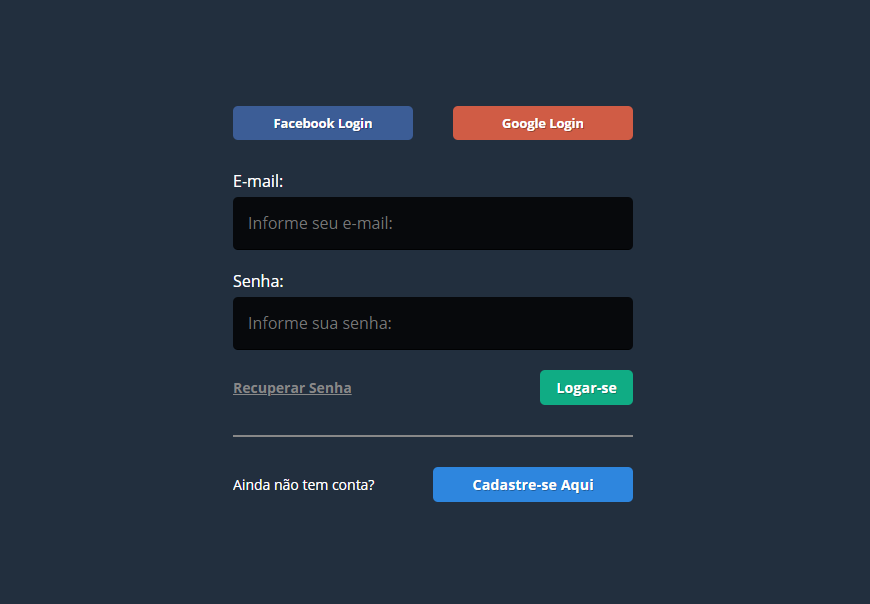 Facebook Login
Google Login
E-mail:
Informe seu e-mail:
Senha:
Informe sua senha:
Recuperar Senha
Logar-se
Ainda não tem conta?
Cadastre-se Aqui